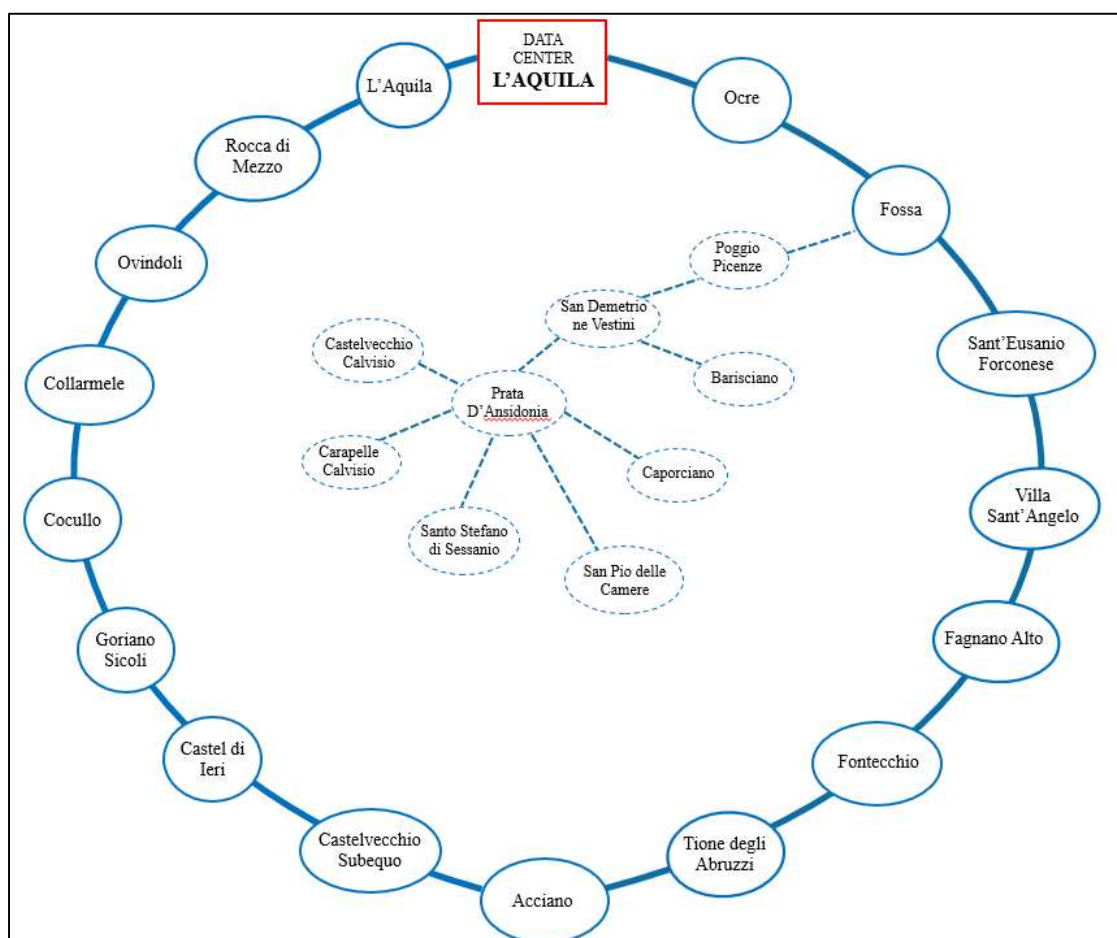 DATA
CENTER
L'AQUILA
L'Aquila
Ocre
Rocca di
Mezzo
Fossa
Poggio
Picenze
Ovindoli
San Demetrio
ne Vestini
Castelvecchio
Calvisio
Sant'Eusanio
Forconese
Collarmele
Barisciano
Prata
D'Ansidonia
Carapelle
Calvisio
Caporciano
Villa
Sant'Angelo
Cocullo
Santo Stefano
di Sessanio
San Pio delle
Camere
Goriano
Sicoli
Fagnano Alto
Castel di
Ieri
Fontecchio
Castelvecchio
Subequo
Tione degli
Abruzzi
Acciano